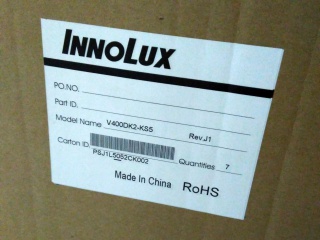 INNOLUX
PO.NO.
Part ID.
Model Name V400DK2-KS5 Rev.J1
Carton ID
PSJ1L5052CK002 Quantities 7
Made In China RoHS